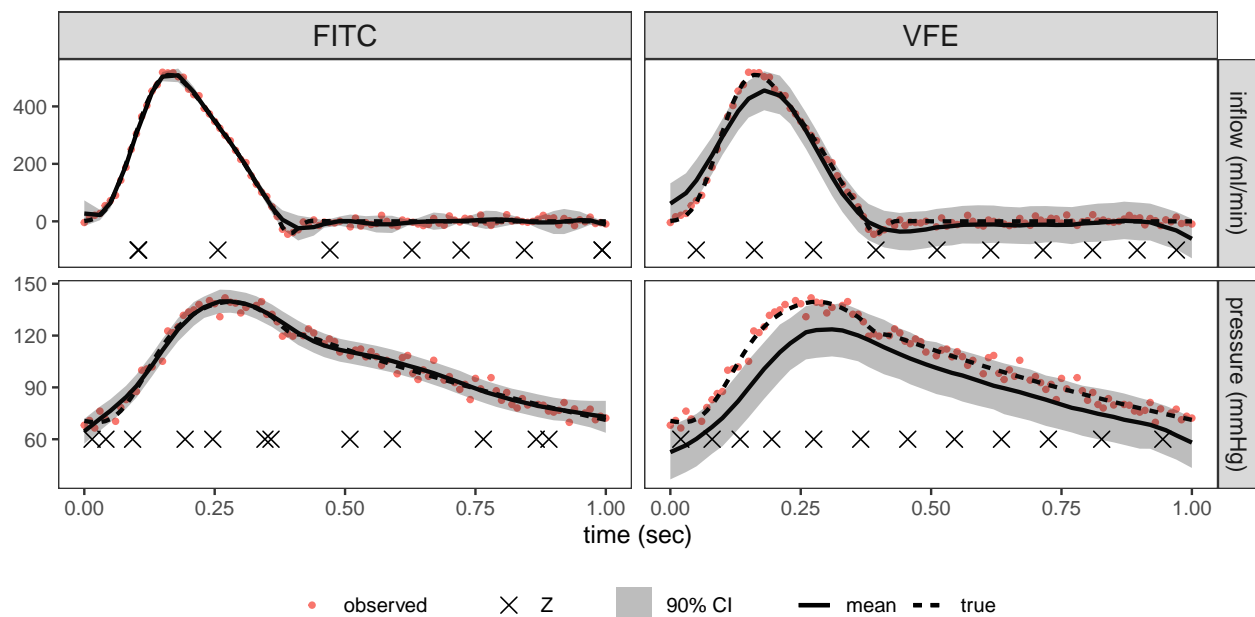 FITC VFE
400
200
0
inflow (ml/min)
150
120
90
60
pressure (mmHg)
0.00 0.25 0.50 0.75 1.00 0.00 0.25 0.50 0.75 1.00
time (sec)
observed Z 90% CI mean true